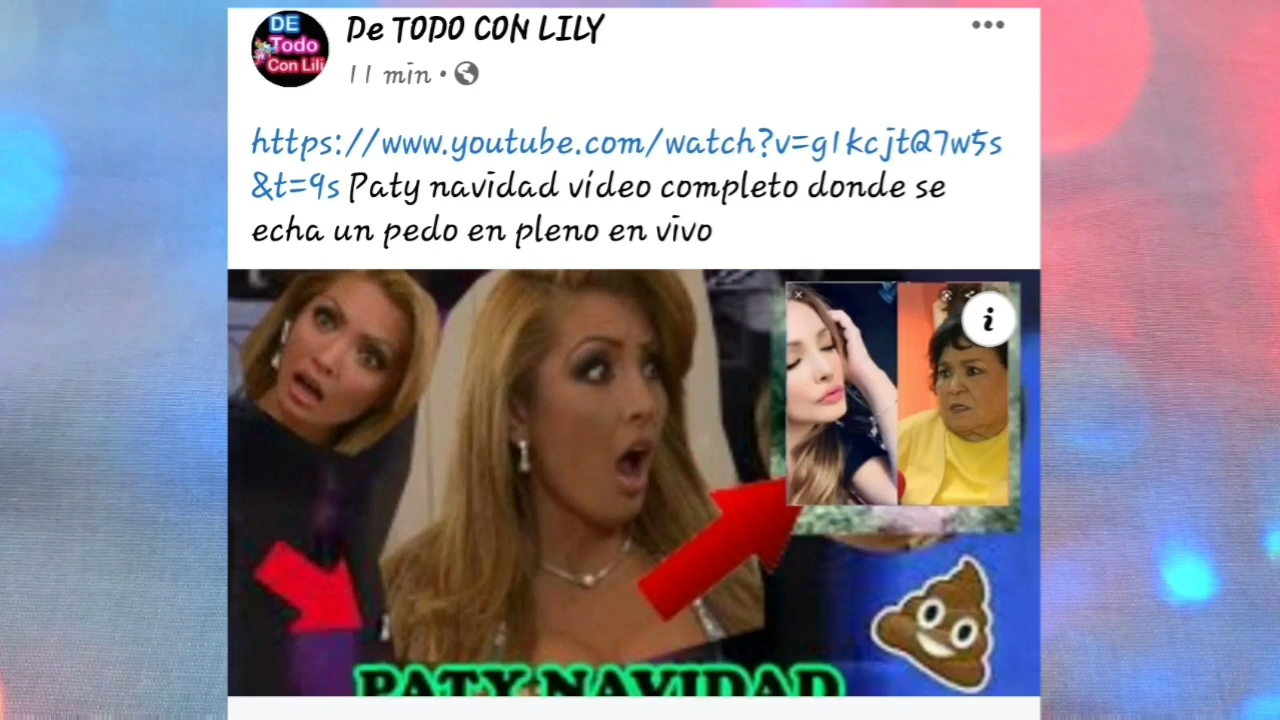 DE
Todo
Con Lili
De TODO CON LILY
11 min •
https://www.youtube.com/watch?v=g1kcjtQ7w5s
&t=9s Paty navidad vídeo completo donde se
echa un pedo en pleno en vivo
i
PATY NAVIDAD